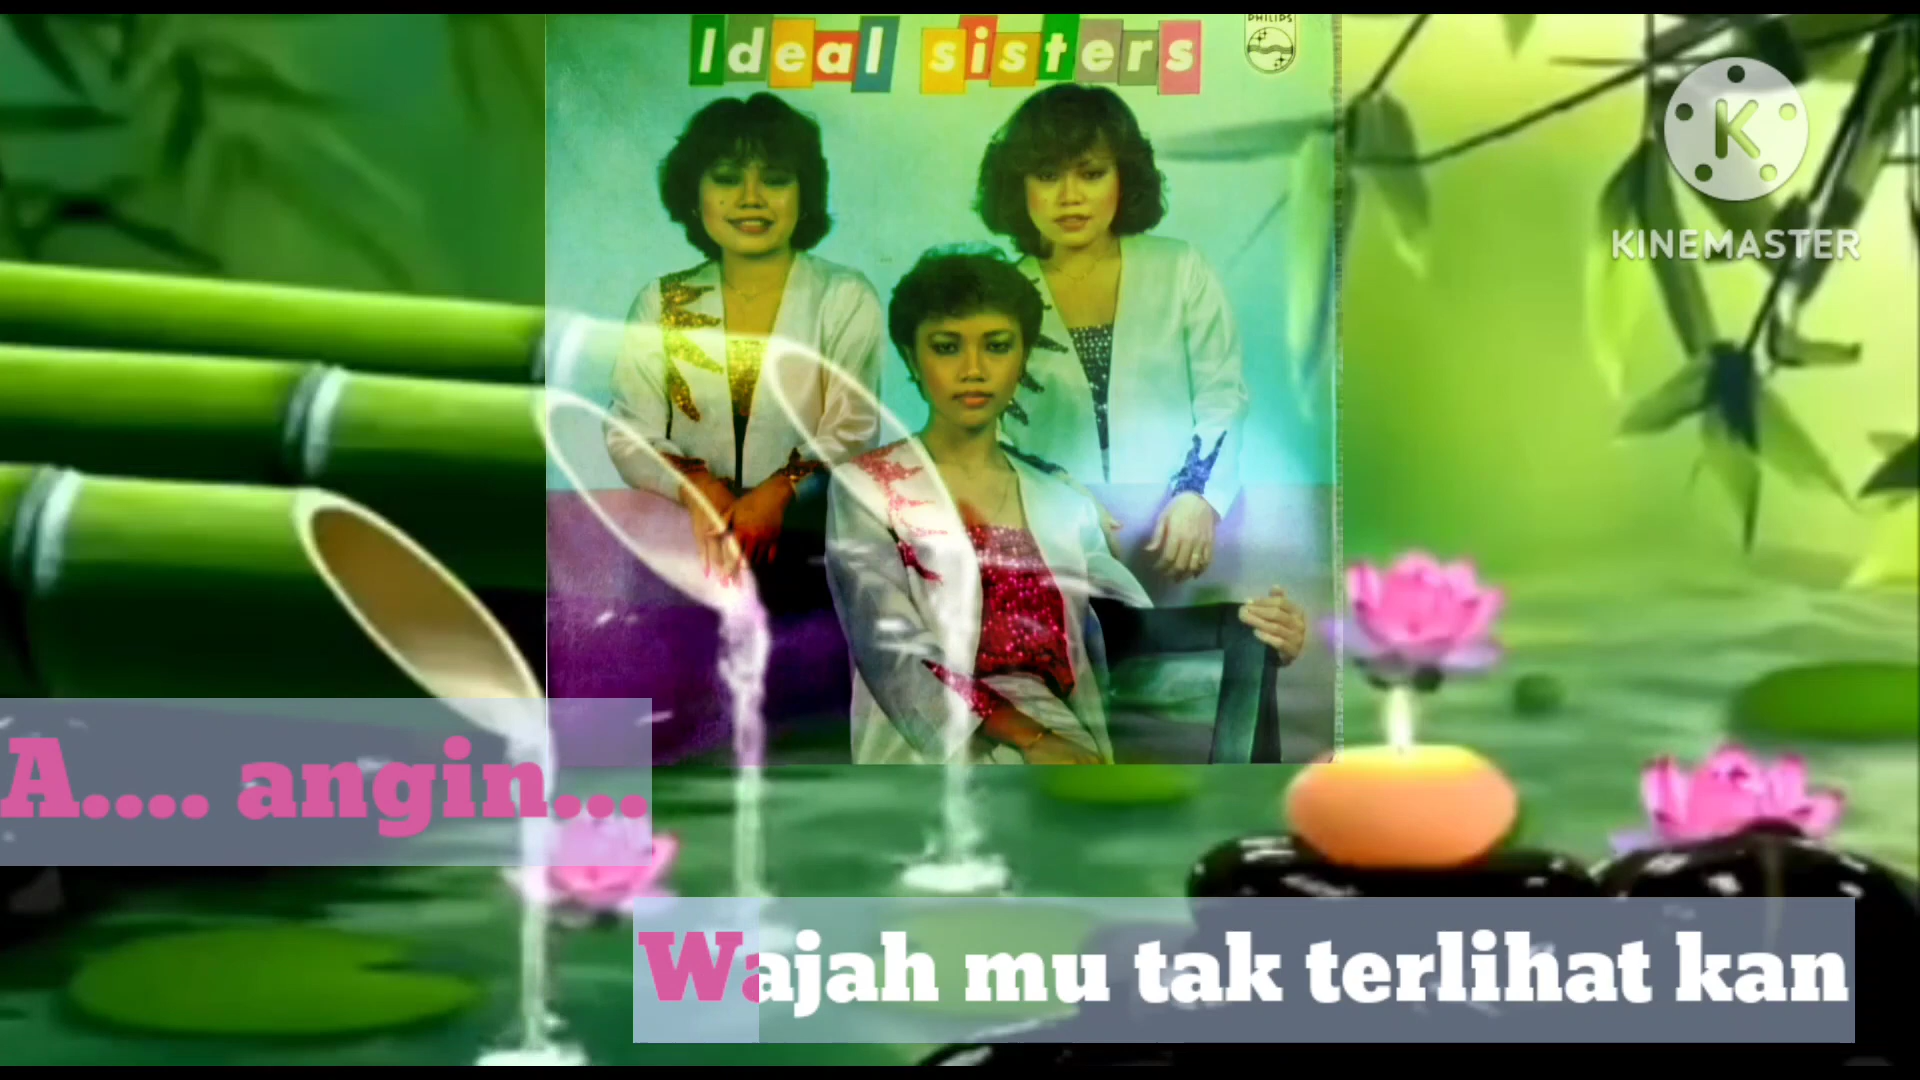 Ideal sisters
PHILIPS
K
KINEMASTER
A.... angin...
Wajah mu tak terlihat kan